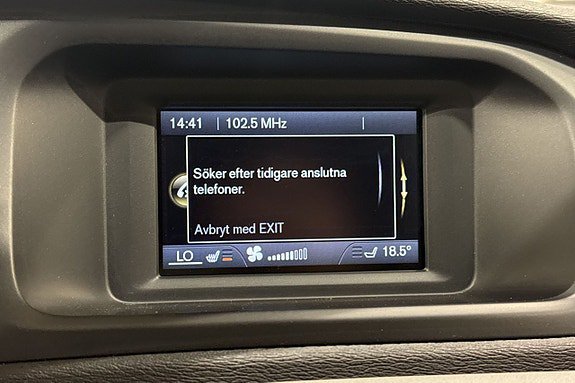 14:41 | 102.5 MHz |
Söker efter tidigare anslutna
telefoner.
Avbryt med EXIT
LO 18.5°